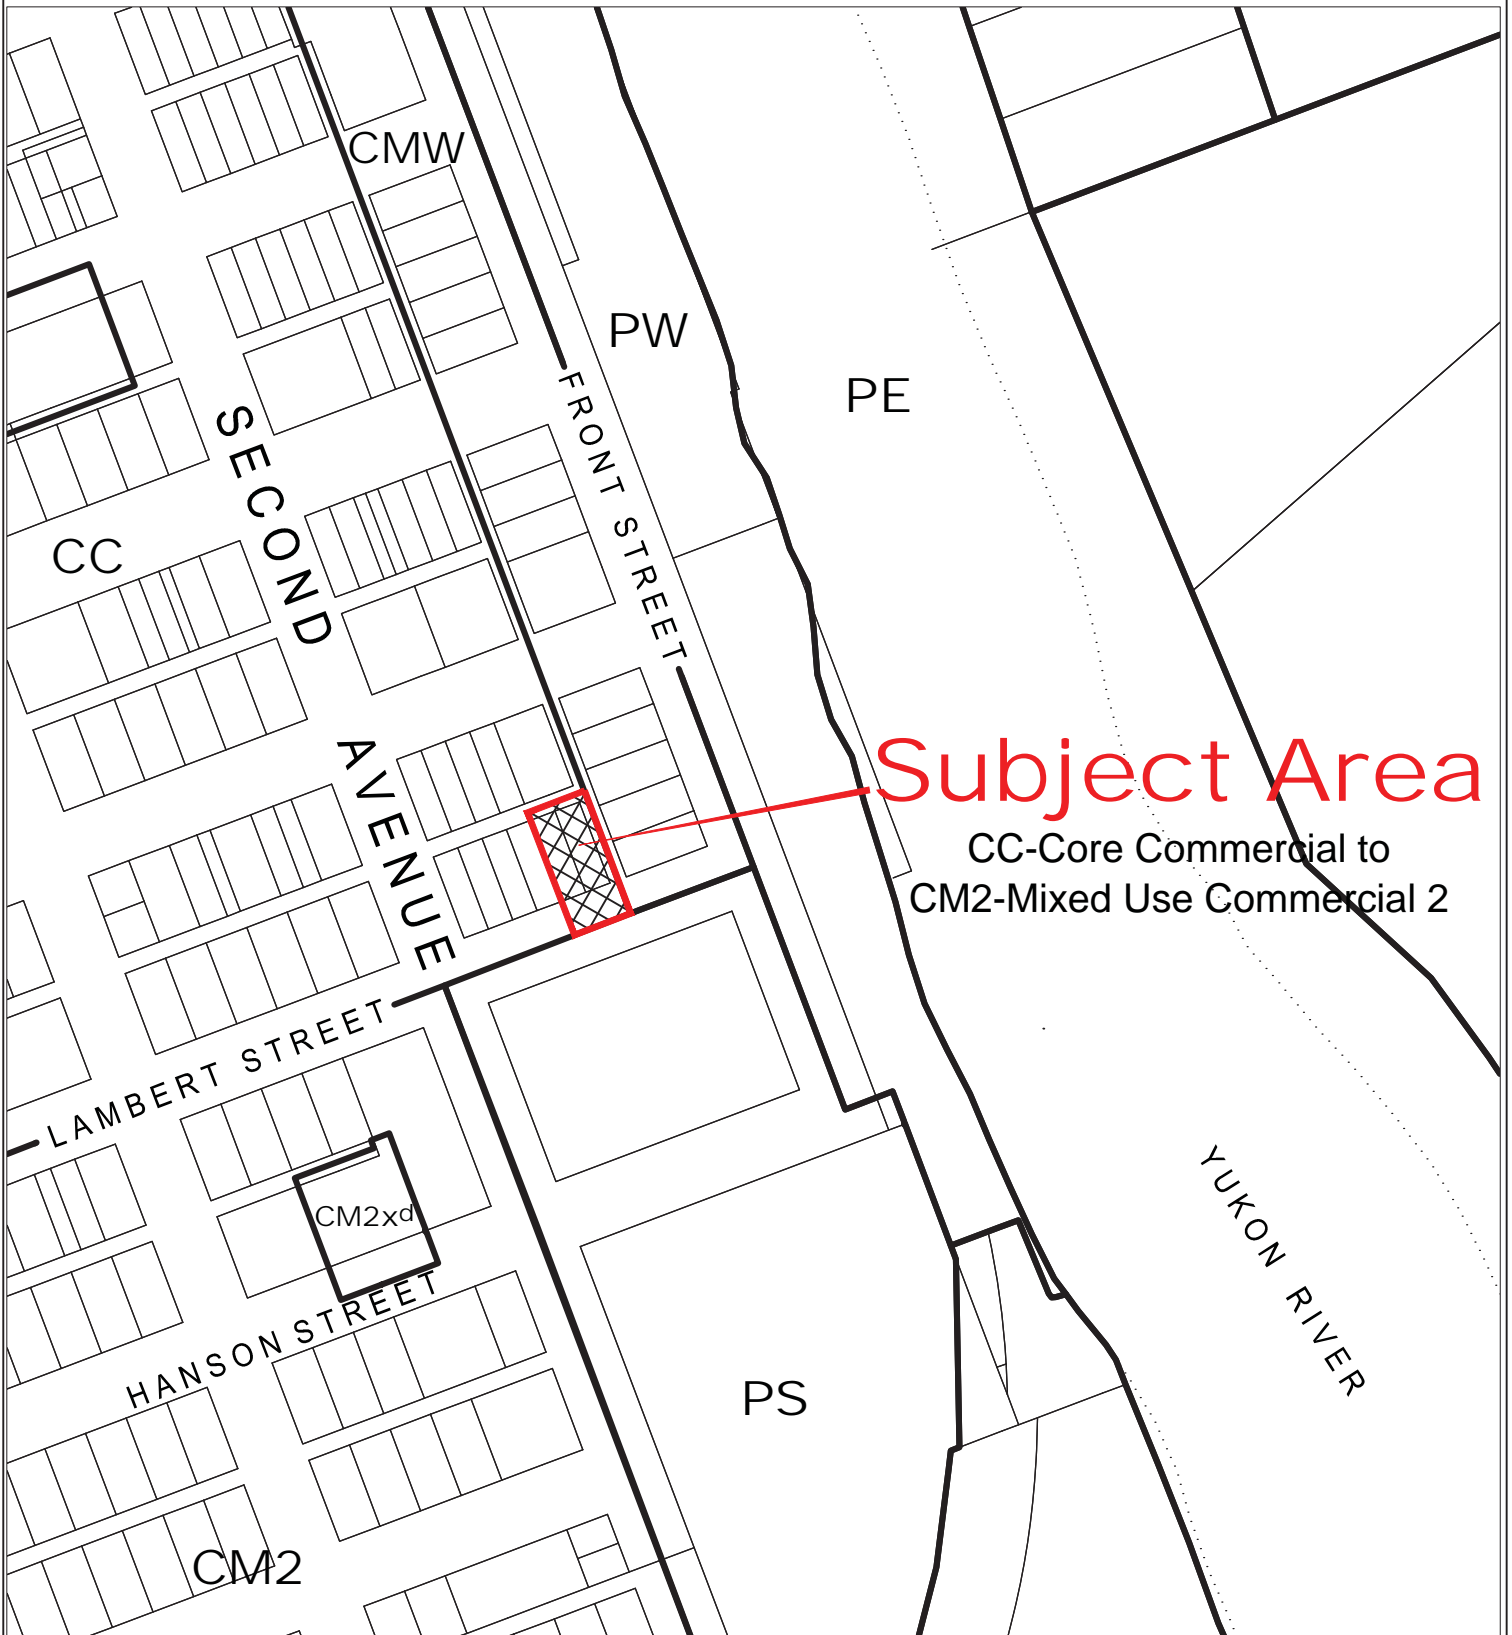 CMW
PW
PE
FRONT STREET
SECOND
CC
AVENUE
Subject Area
CC-Core Commercial to
CM2-Mixed Use Commercial 2
LAMBERT STREET
CM2xd
HANSON STREET
YUKON RIVER
PS
CM2